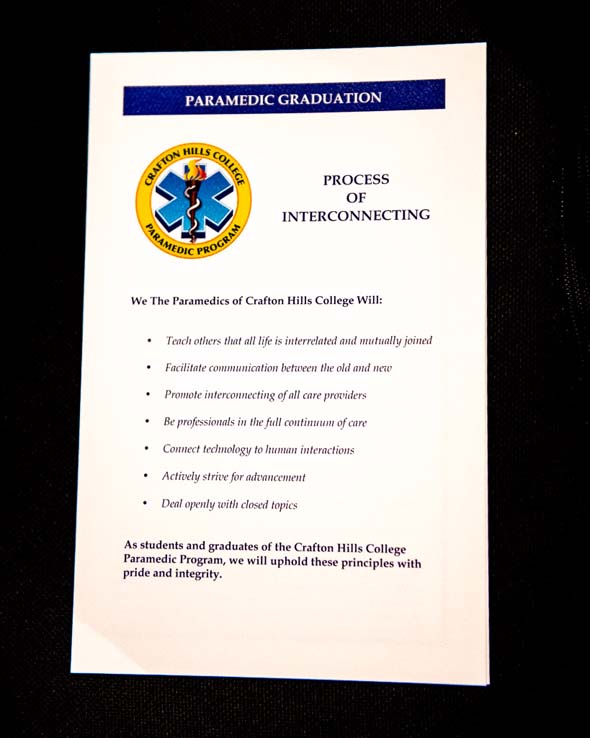 PARAMEDIC GRADUATION
CRAFTON HILLS COLLEGE
PARAMEDIC PROGRAM
PROCESS
OF
INTERCONNECTING
We The Paramedics of Crafton Hills College Will:
• Teach others that all life is interrelated and mutually joined
• Facilitate communication between the old and new
• Promote interconnecting of all care providers
• Be professionals in the full continuum of care
• Connect technology to human interactions
• Actively strive for advancement
• Deal openly with closed topics
As students and graduates of the Crafton Hills College
Paramedic Program, we will uphold these principles with
pride and integrity.